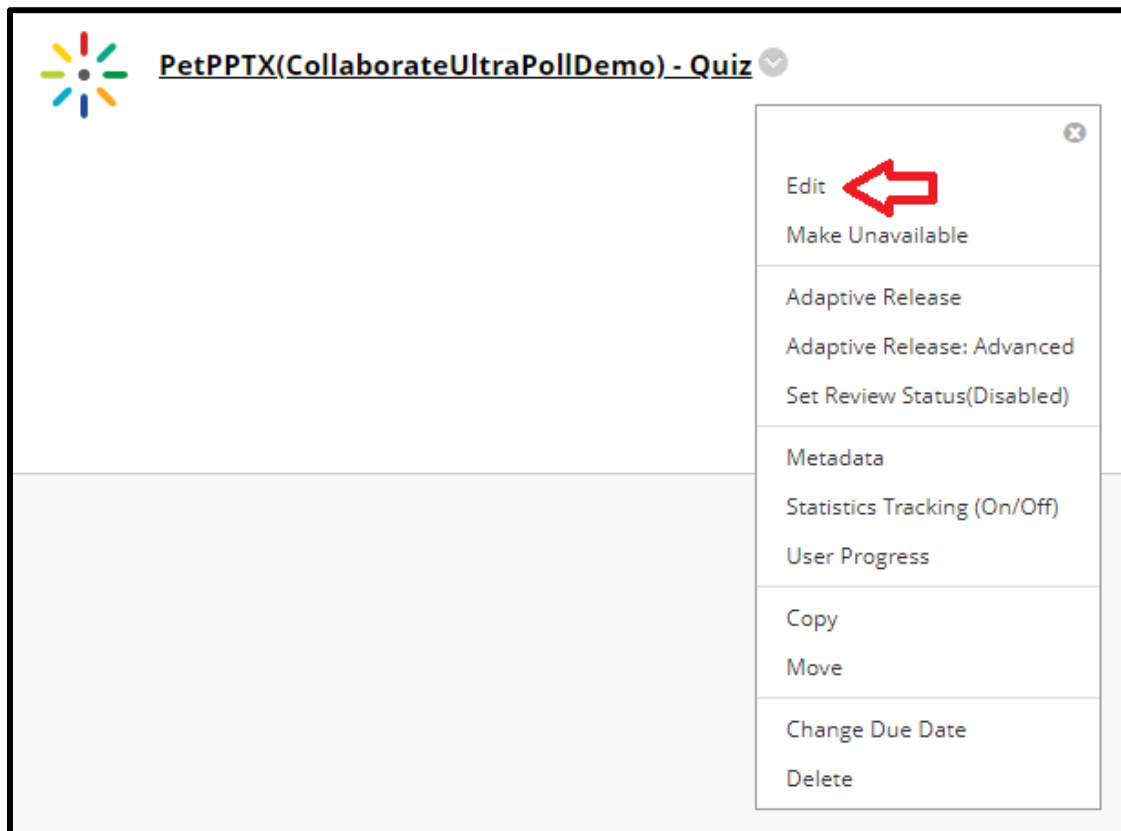 PetPPTX(CollaborateUltraPollDemo) - Quiz
Edit
Make Unavailable
Adaptive Release
Adaptive Release: Advanced
Set Review Status(Disabled)
Metadata
Statistics Tracking (On/Off)
User Progress
Copy
Move
Change Due Date
Delete